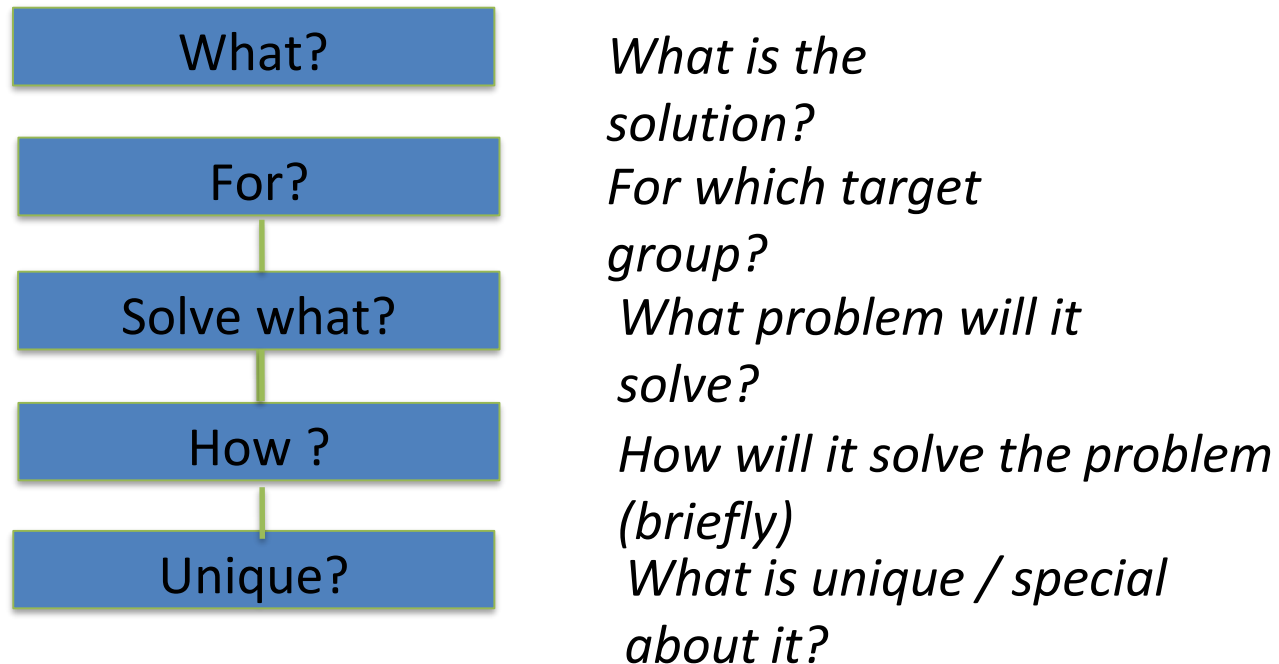 What?
What is the
solution?
For?
For which target
group?
Solve what?
What problem will it
solve?
How ?
How will it solve the problem
(briefly)
Unique?
What is unique / special
about it?